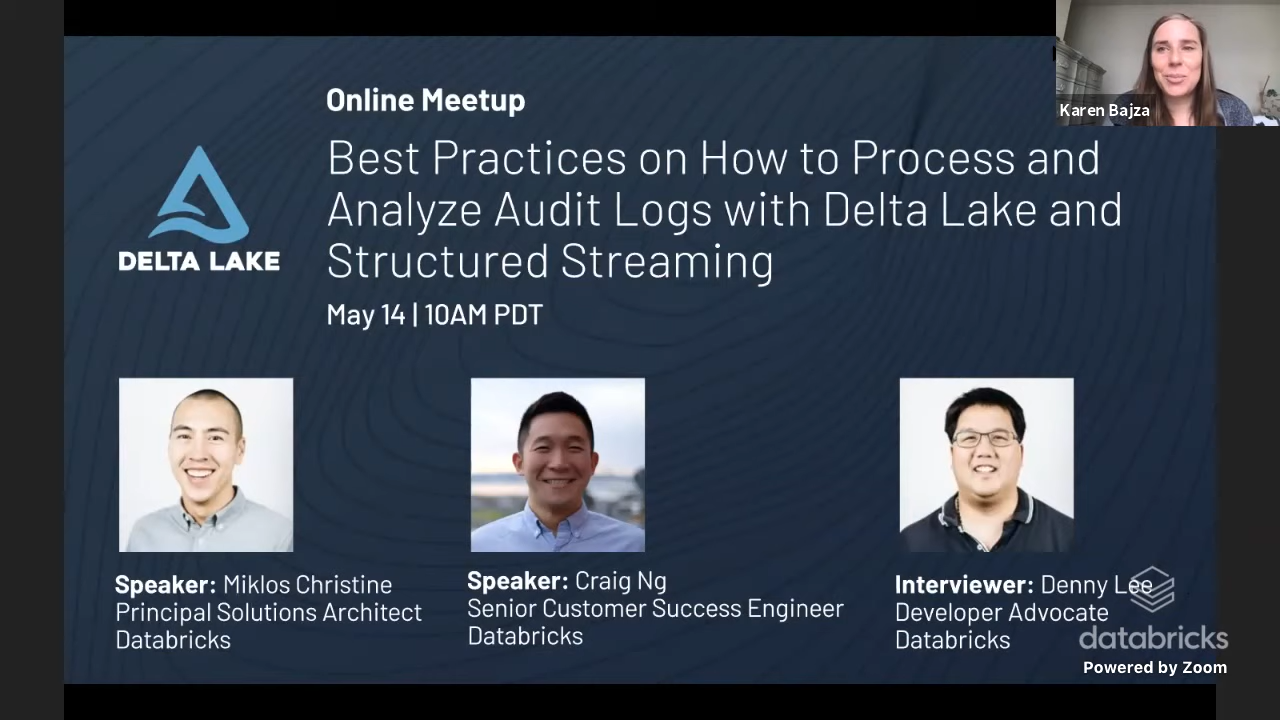 Online Meetup
Best Practices on How to Process and
Analyze Audit Logs with Delta Lake and
Structured Streaming
May 14 | 10AM PDT
DELTA LAKE
Karen Bajza
Speaker: Miklos Christine
Principal Solutions Architect
Databricks
Speaker: Craig Ng
Senior Customer Success Engineer
Databricks
Interviewer: Denny Lee
Developer Advocate
Databricks
databricks
Powered by Zoom